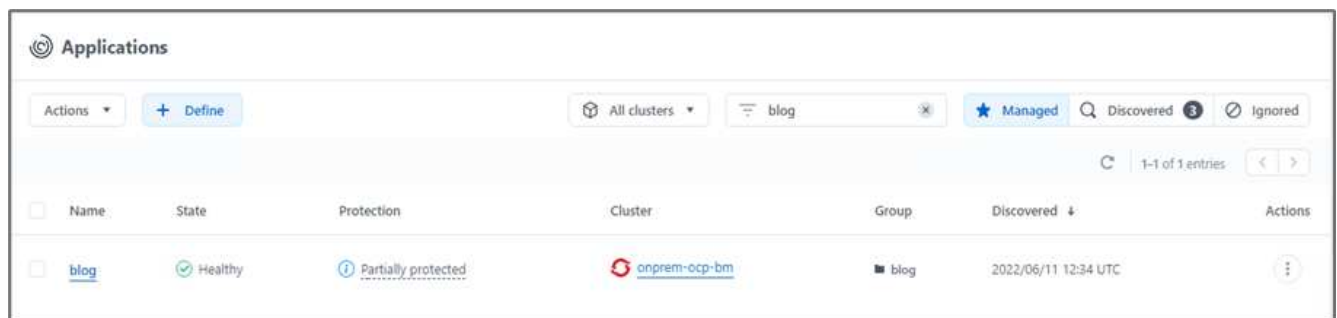 Applications
Actions + Define All clusters blog Managed Discovered 3 Ignored
1-1 of 1 entries
Name State Protection Cluster Group Discovered ↓ Actions
blog Healthy Partially protected onprem-ocp-bm blog 2022/06/11 12:34 UTC